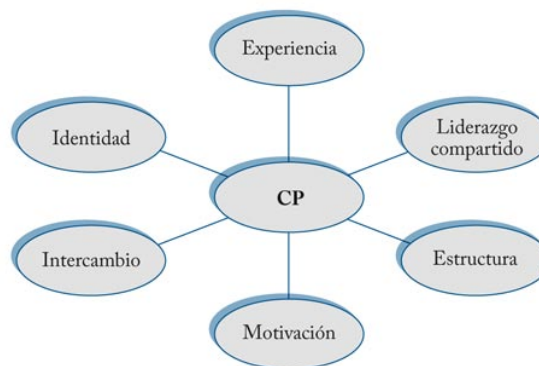 Experiencia
Identidad
Liderazgo
compartido
CP
Intercambio
Estructura
Motivación